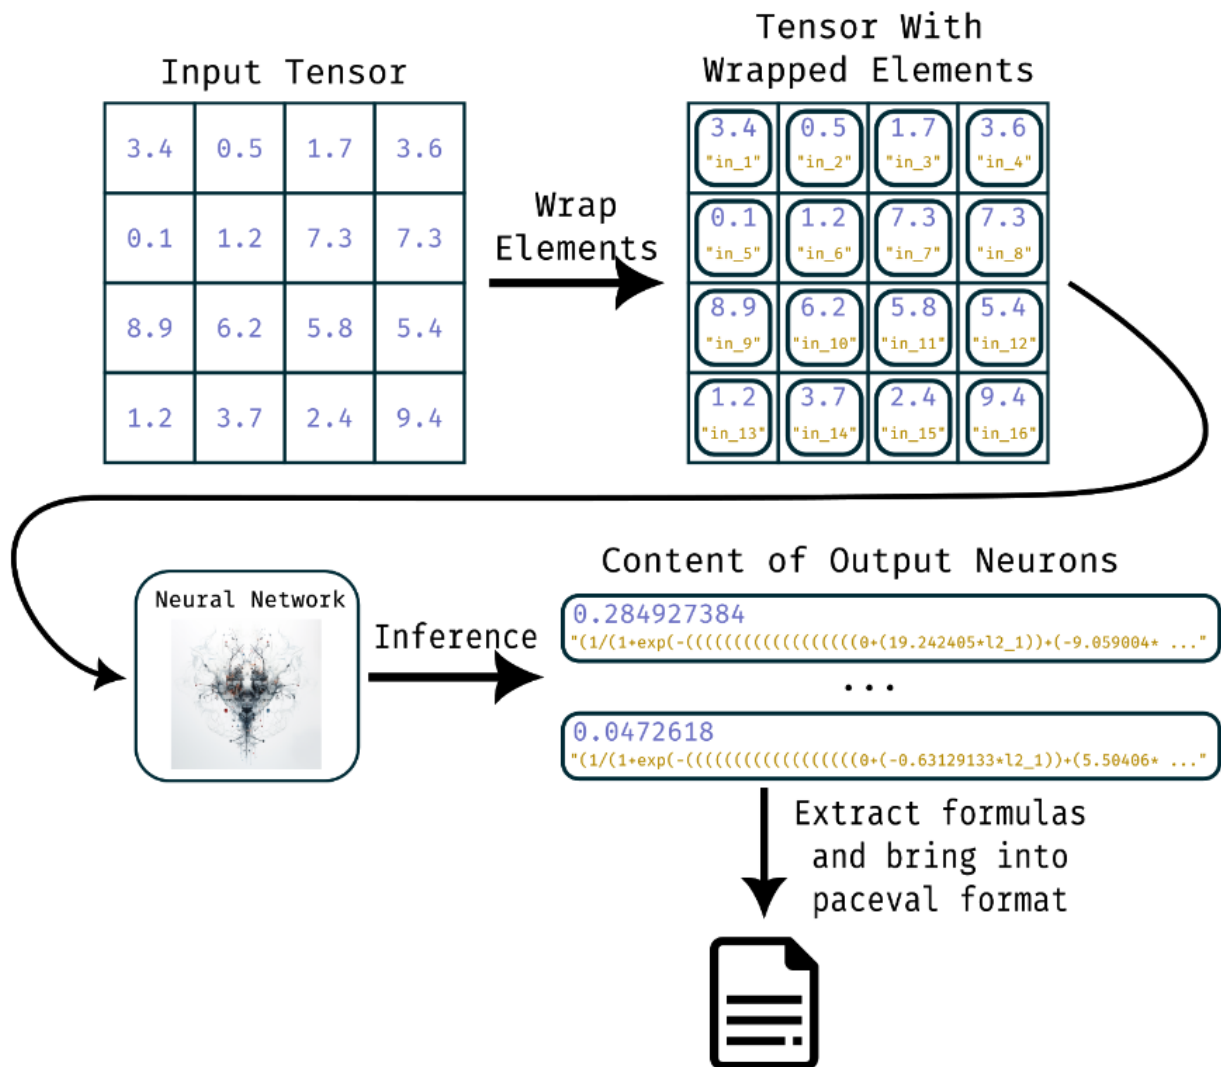 Input Tensor
3.4 0.5 1.7 3.6
0.1 1.2 7.3 7.3
8.9 6.2 5.8 5.4
1.2 3.7 2.4 9.4
Wrap
Elements
Tensor With
Wrapped Elements
3.4 0.5 1.7 3.6
"in_1" "in_2" "in_3" "in_4"
0.1 1.2 7.3 7.3
"in_5" "in_6" "in_7" "in_8"
8.9 6.2 5.8 5.4
"in_9" "in_10" "in_11" "in_12"
1.2 3.7 2.4 9.4
"in_13" "in_14" "in_15" "in_16"
Neural Network
Inference
Content of Output Neurons
0.284927384
"(1/(1+exp(-((((((((((((((((((0+(19.242405*l2_1))+(-9.059004* ..."
...
0.0472618
"(1/(1+exp(-((((((((((((((((((0+(-0.63129133*l2_1))+(5.50406* ..."
Extract formulas
and bring into
paceval format